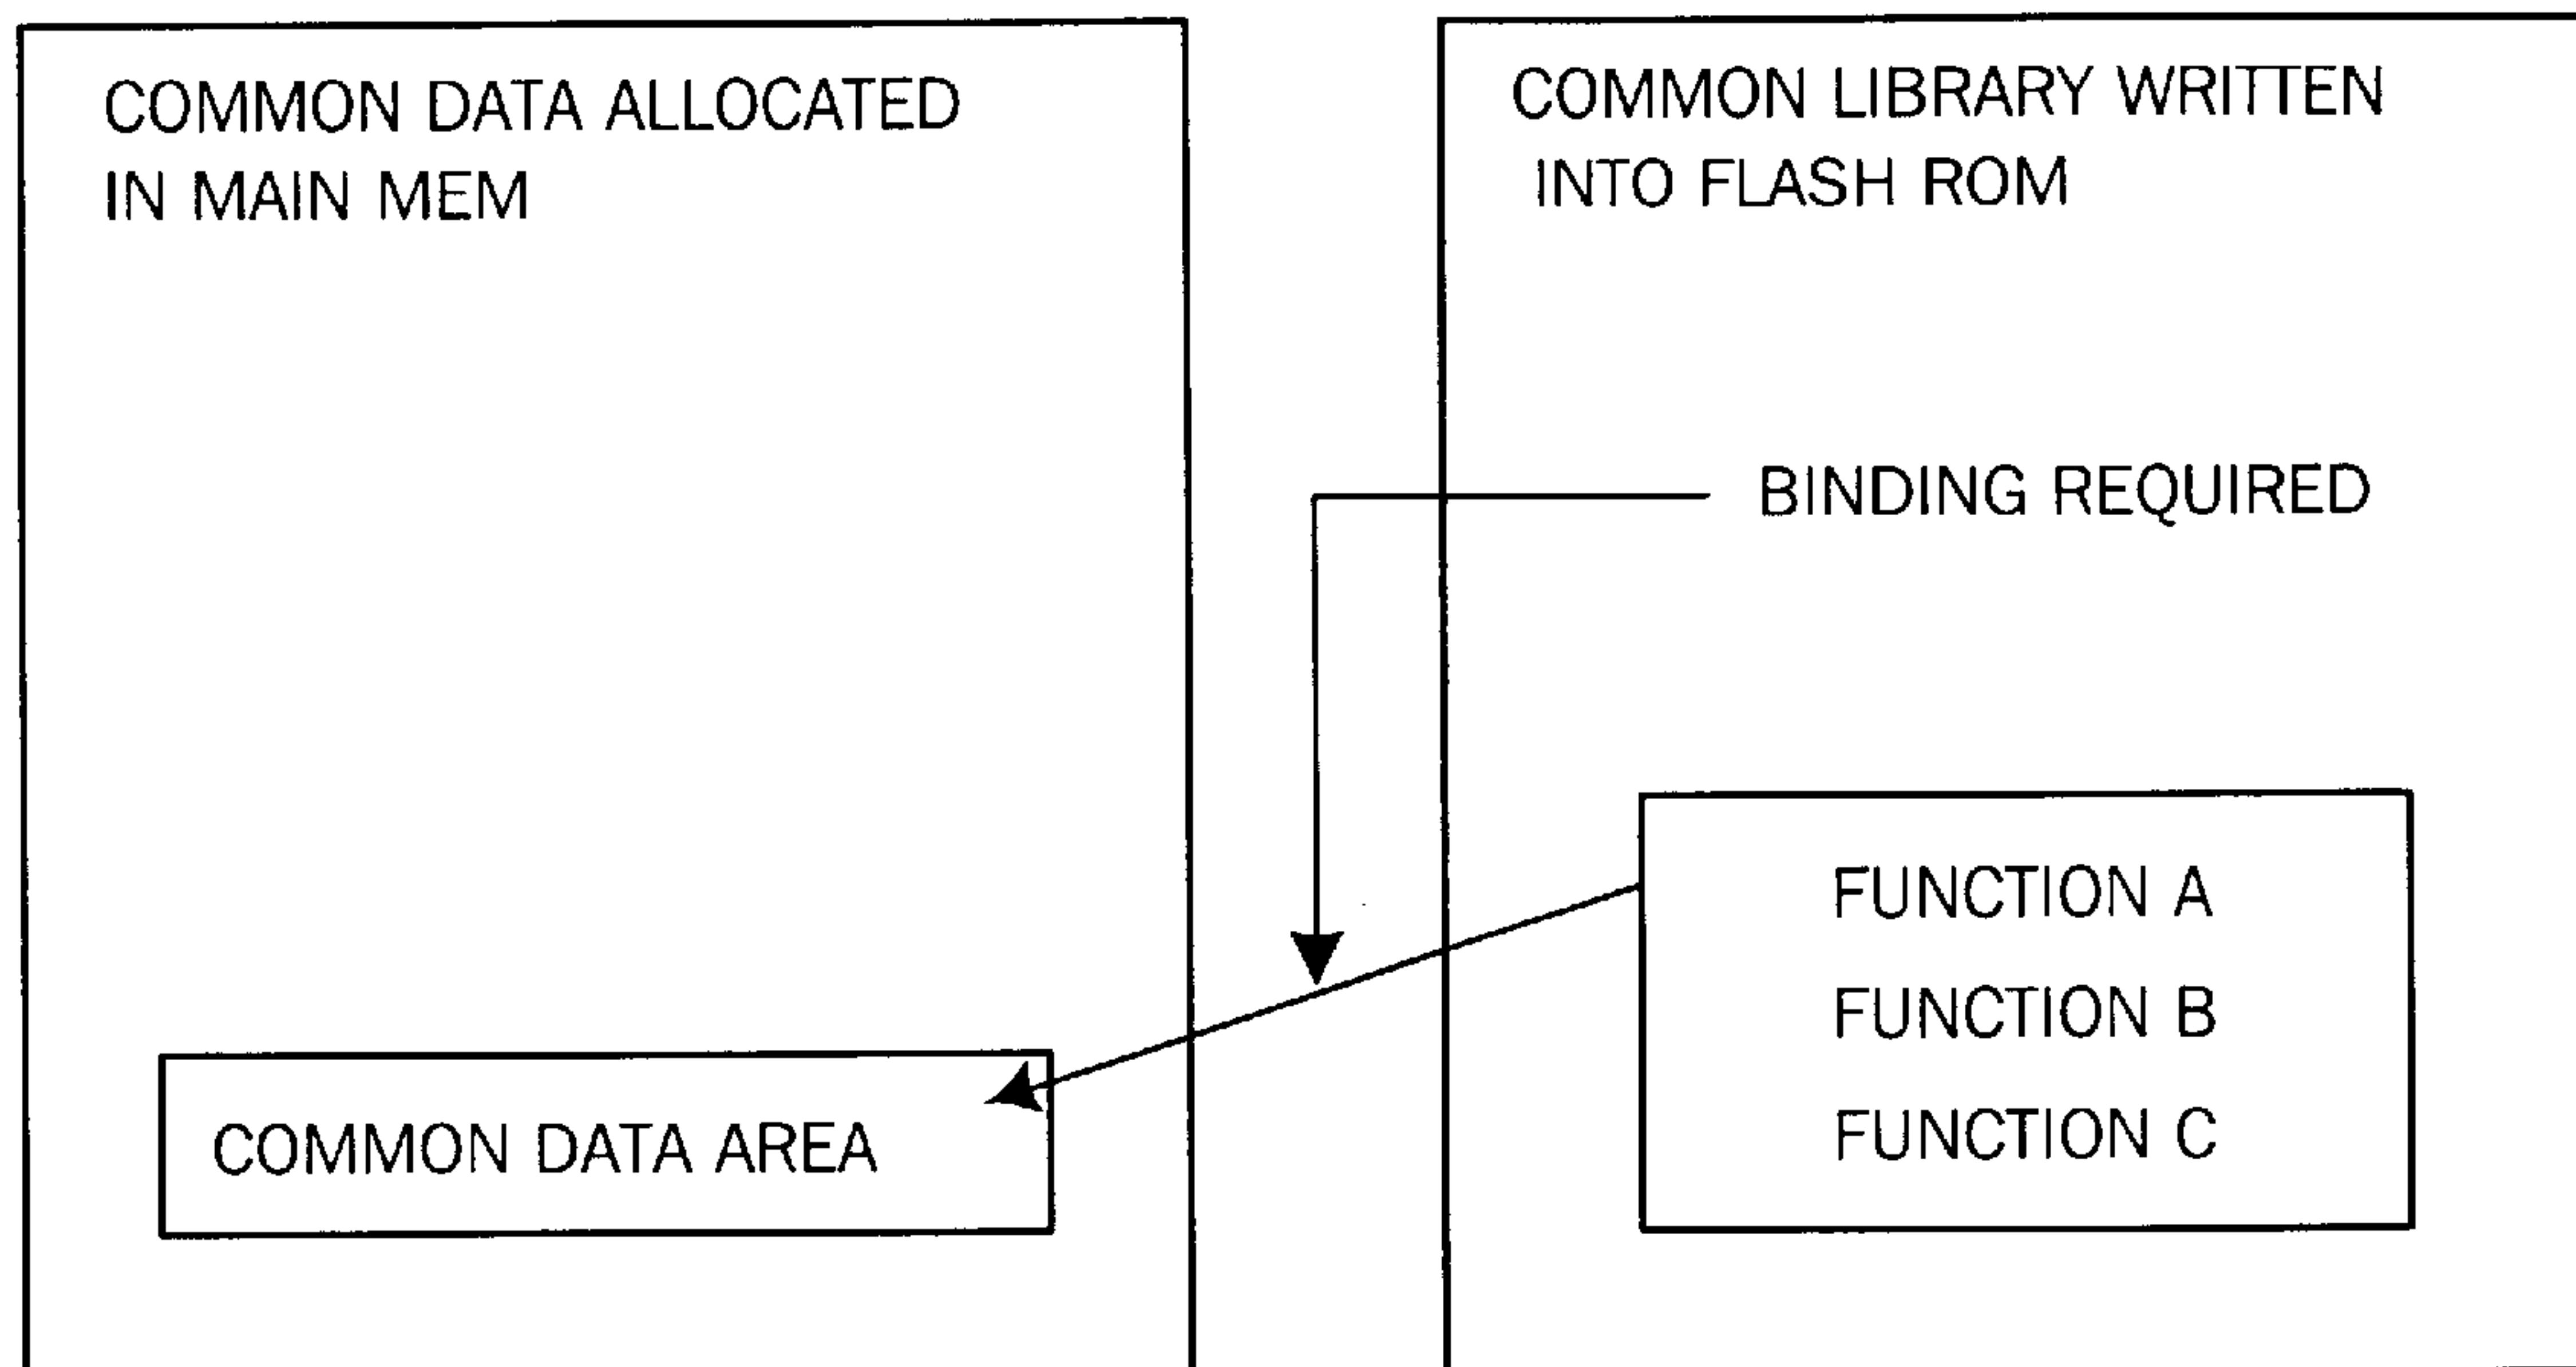 COMMON DATA ALLOCATED
IN MAIN MEM
COMMON LIBRARY WRITTEN
INTO FLASH ROM
BINDING REQUIRED
FUNCTION A
FUNCTION B
FUNCTION C
COMMON DATA AREA